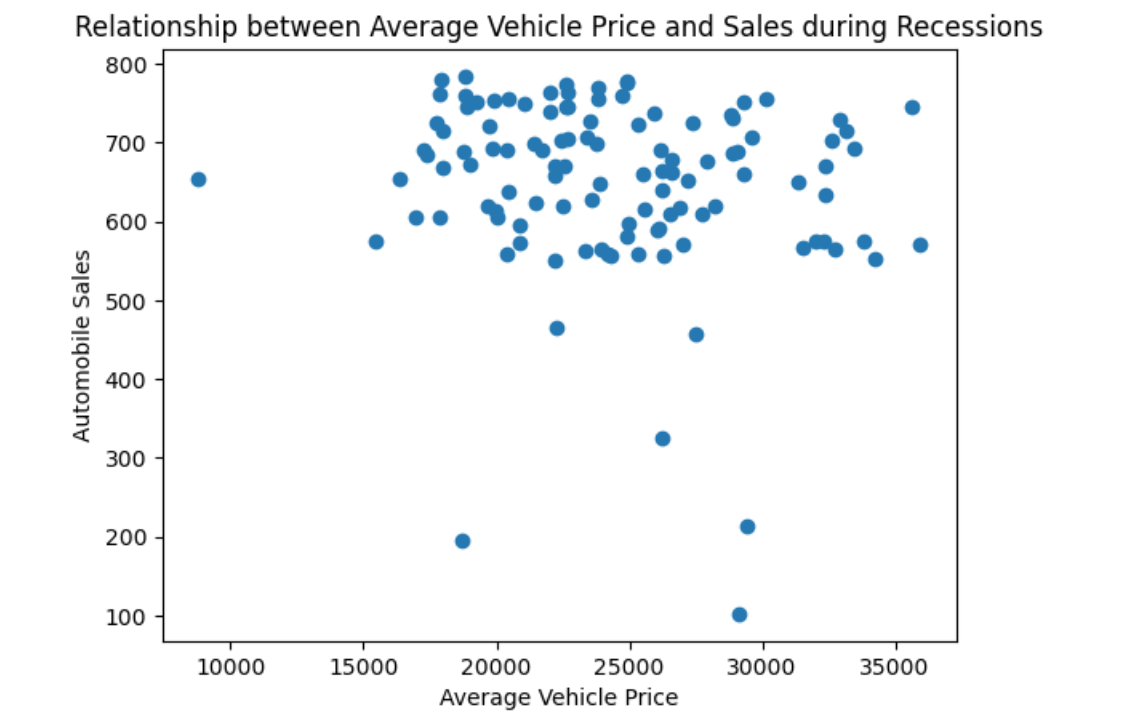 Relationship between Average Vehicle Price and Sales during Recessions
800
700
600
500
400
300
200
100
Automobile Sales
10000 15000 20000 25000 30000 35000
Average Vehicle Price